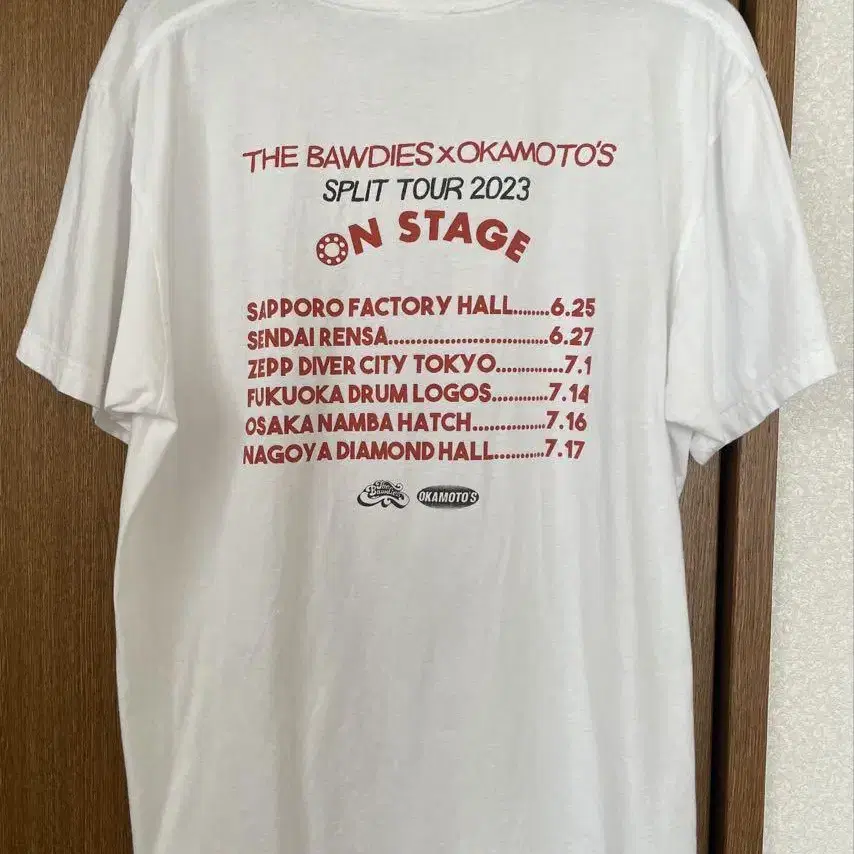 THE BAWDIES×OKAMOTO'S
SPLIT TOUR 2023
ON STAGE
SAPPORO FACTORY HALL........6.25
SENDAI RENSA.............................6.27
ZEPP DIVER CITY TOKYO...............7.1
FUKUOKA DRUM LOGOS.............7.14
OSAKA NAMBA HATCH................7.16
NAGOYA DIAMOND HALL...........7.17
The Bawdies OKAMOTO'S